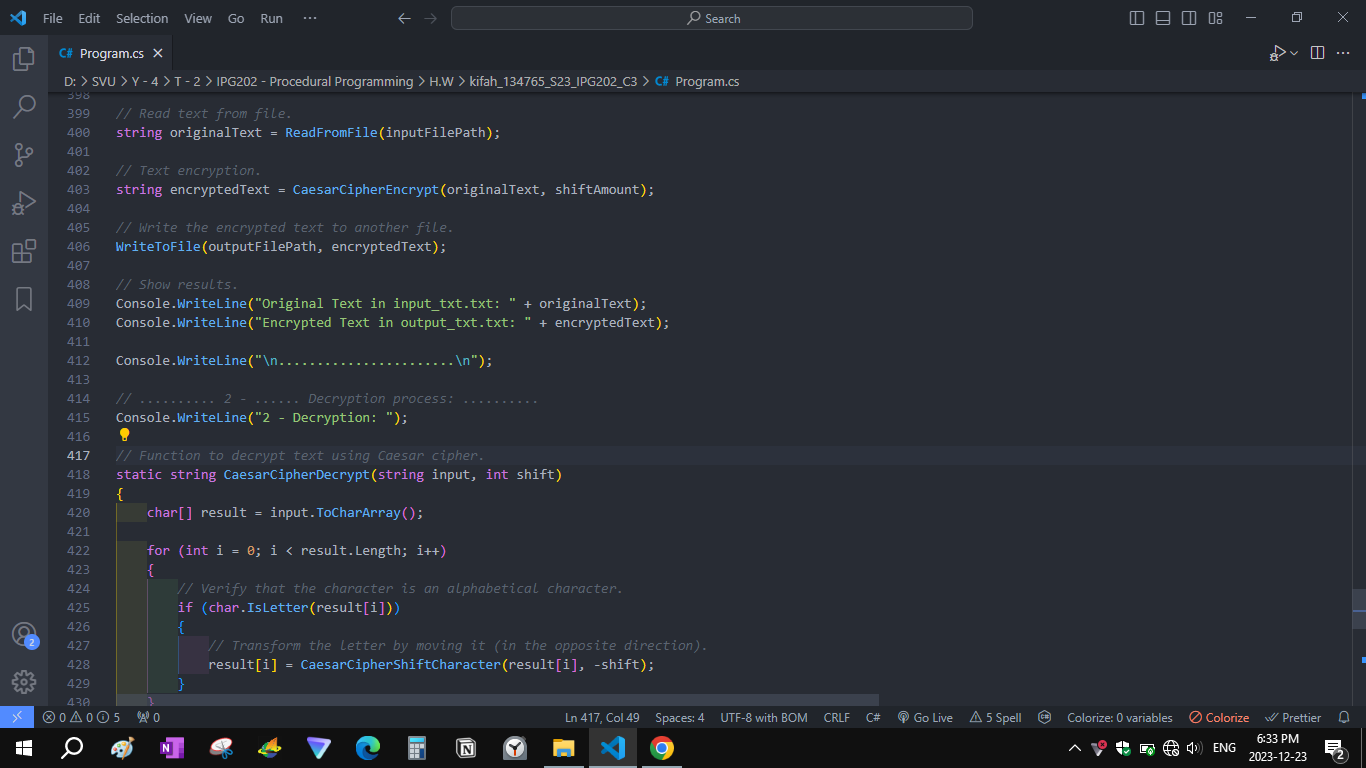 File Edit Selection View Go Run ··· Search
C# Program.cs
D: > SVU > Y - 4 > T - 2 > IPG202 - Procedural Programming > H.W > kifah_134765_S23_IPG202_C3 > C# Program.cs
398
399 // Read text from file.
400 string originalText = ReadFromFile(inputFilePath);
401
402 // Text encryption.
403 string encryptedText = CaesarCipherEncrypt(originalText, shiftAmount);
404
405 // Write the encrypted text to another file.
406 WriteToFile(outputFilePath, encryptedText);
407
408 // Show results.
409 Console.WriteLine("Original Text in input_txt.txt: " + originalText);
410 Console.WriteLine("Encrypted Text in output_txt.txt: " + encryptedText);
411
412 Console.WriteLine("\n.......................\n");
413
414 // .......... 2 - ...... Decryption process: ..........
415 Console.WriteLine("2 - Decryption: ");
416
417 // Function to decrypt text using Caesar cipher.
418 static string CaesarCipherDecrypt(string input, int shift)
419 {
420 char[] result = input.ToCharArray();
421
422 for (int i = 0; i < result.Length; i++)
423 {
424 // Verify that the character is an alphabetical character.
425 if (char.IsLetter(result[i]))
426 {
427 // Transform the letter by moving it (in the opposite direction).
428 result[i] = CaesarCipherShiftCharacter(result[i], -shift);
429 }
430 }
2
0 0 5 0 Ln 417, Col 49 Spaces: 4 UTF-8 with BOM CRLF C# Go Live 5 Spell Colorize: 0 variables Colorize Prettier
ENG 6:33 PM
2023-12-23 2